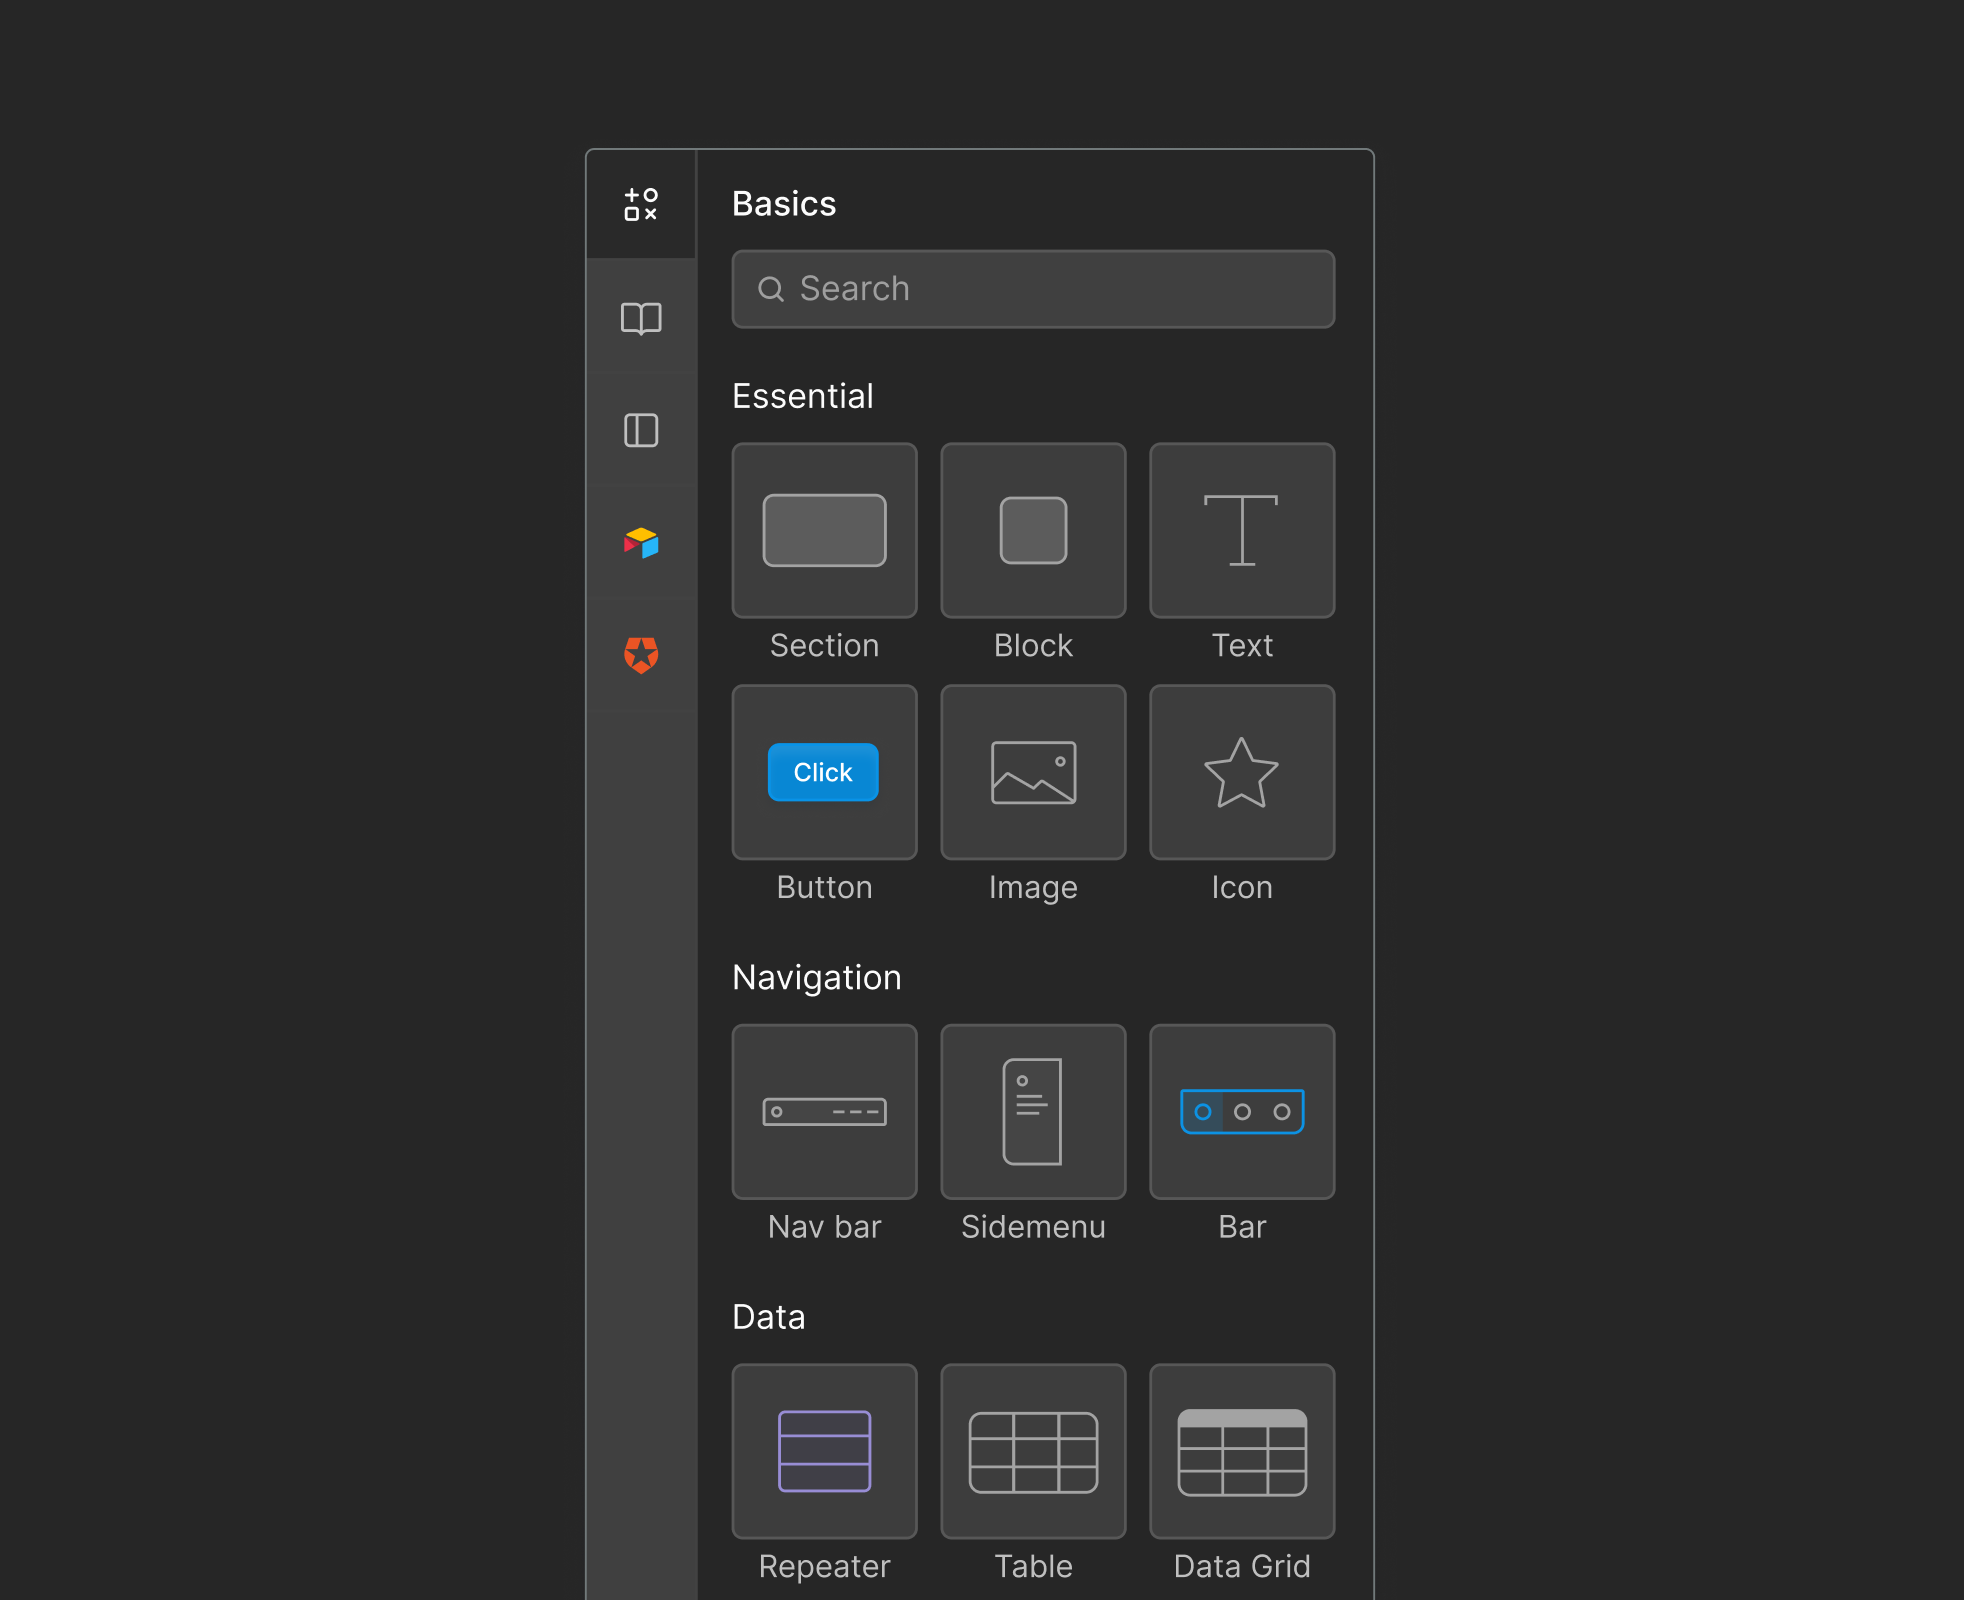 Basics
Search
Essential
Section Block Text
Click
Button Image Icon
Navigation
Nav bar Sidemenu Bar
Data
Repeater Table Data Grid